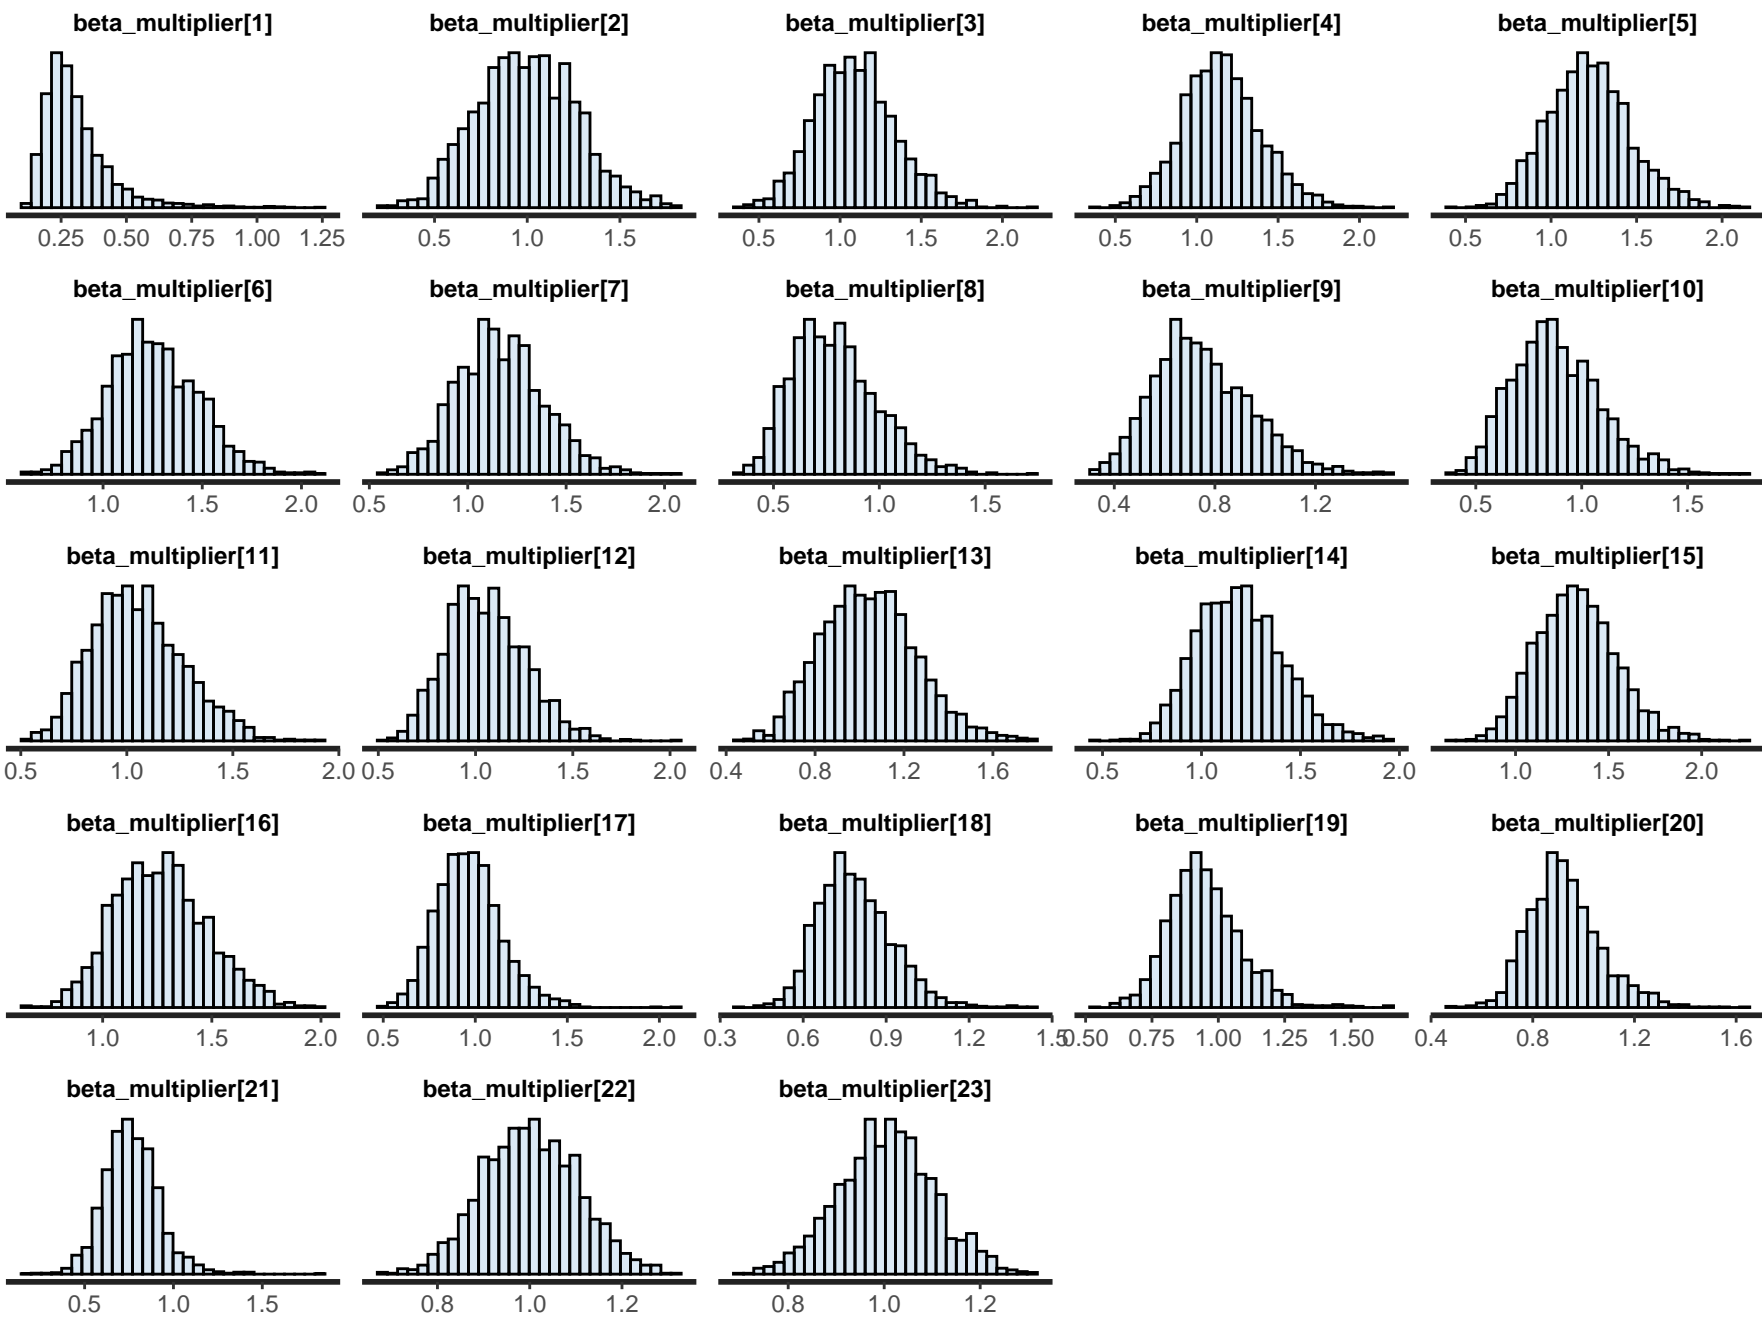 beta_multiplier[1] beta_multiplier[2] beta_multiplier[3] beta_multiplier[4] beta_multiplier[5]
0.25 0.50 0.75 1.00 1.25 0.5 1.0 1.5 0.5 1.0 1.5 2.0 0.5 1.0 1.5 2.0 0.5 1.0 1.5 2.0
beta_multiplier[6] beta_multiplier[7] beta_multiplier[8] beta_multiplier[9] beta_multiplier[10]
1.0 1.5 2.0 0.5 1.0 1.5 2.0 0.5 1.0 1.5 0.4 0.8 1.2 0.5 1.0 1.5
beta_multiplier[11] beta_multiplier[12] beta_multiplier[13] beta_multiplier[14] beta_multiplier[15]
0.5 1.0 1.5 2.0 0.5 1.0 1.5 2.0 0.4 0.8 1.2 1.6 0.5 1.0 1.5 2.0 1.0 1.5 2.0
beta_multiplier[16] beta_multiplier[17] beta_multiplier[18] beta_multiplier[19] beta_multiplier[20]
1.0 1.5 2.0 0.5 1.0 1.5 2.0 0.3 0.6 0.9 1.2 1.5 0.50 0.75 1.00 1.25 1.50 0.4 0.8 1.2 1.6
beta_multiplier[21] beta_multiplier[22] beta_multiplier[23]
0.5 1.0 1.5 0.8 1.0 1.2 0.8 1.0 1.2